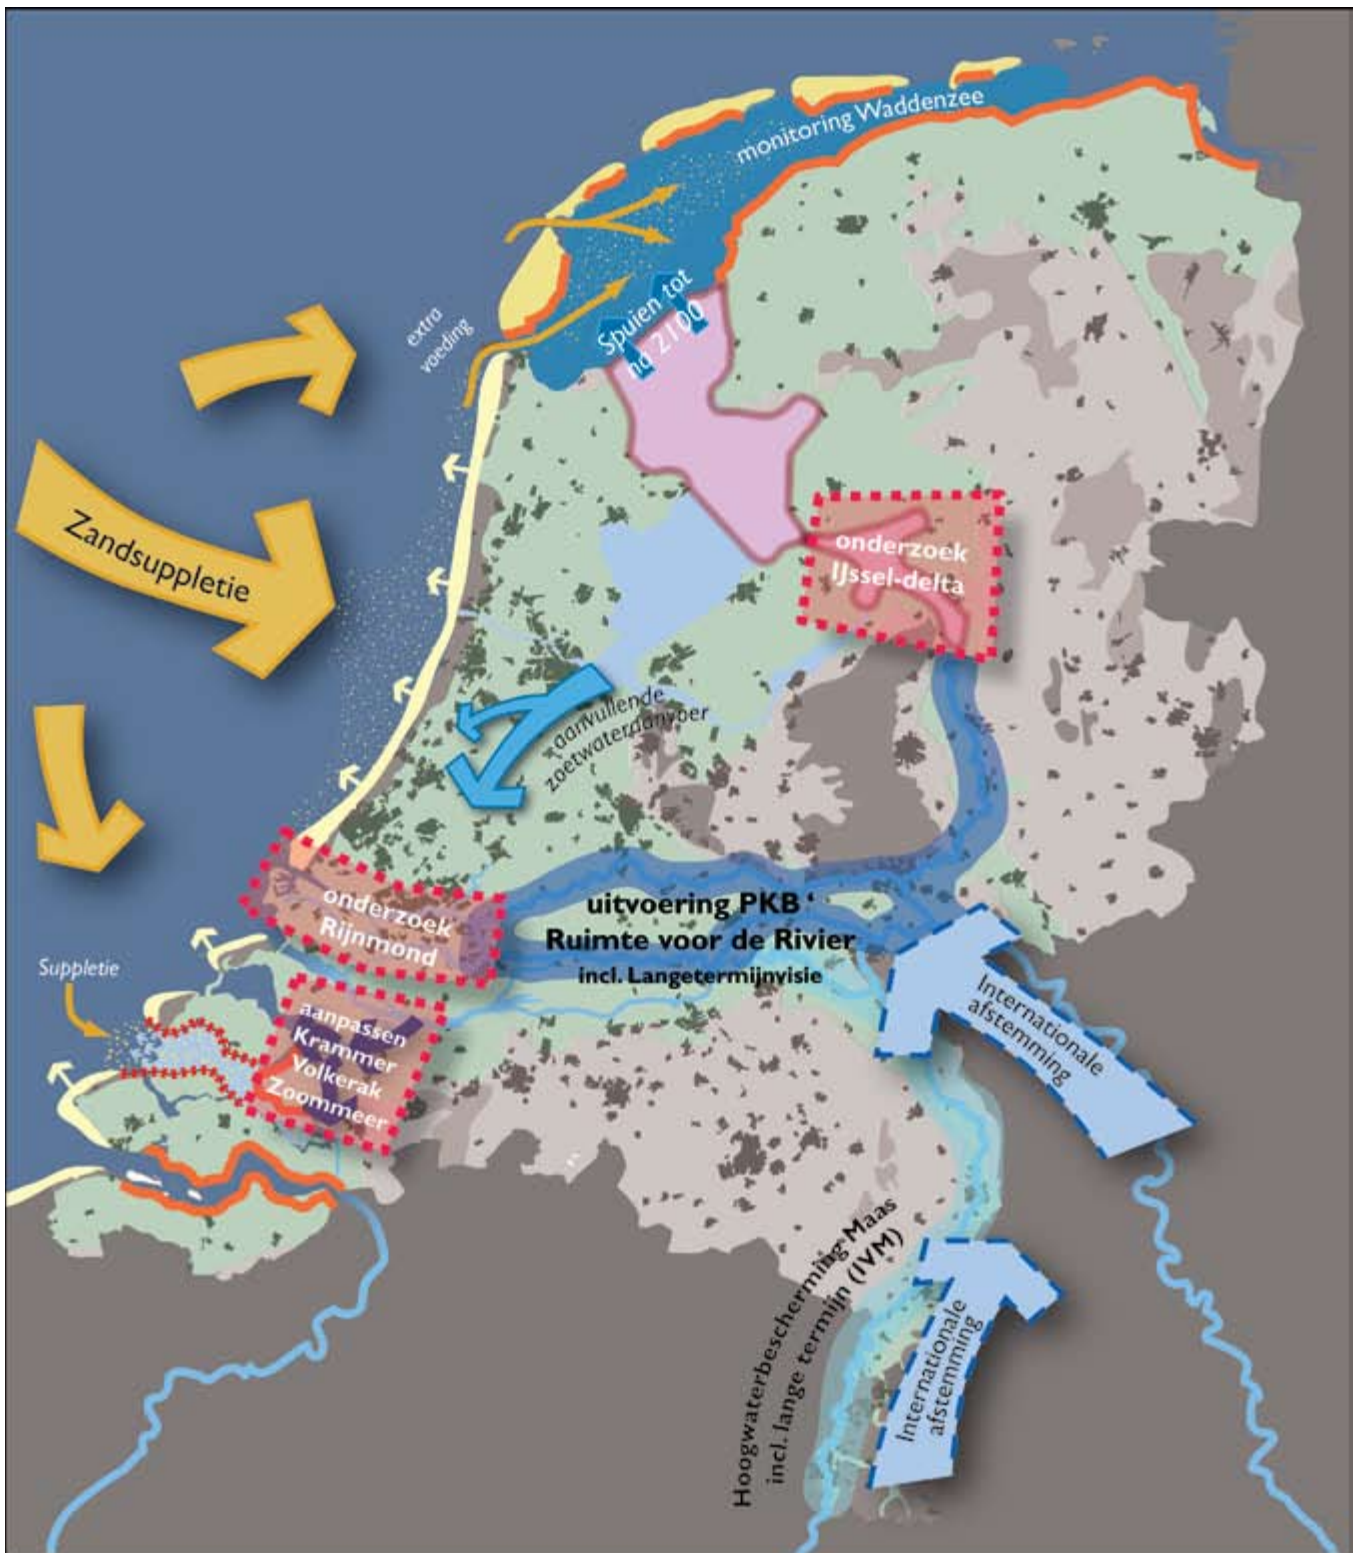 monitoring Waddenzee
Spuien tot
na 2100
extra
voeding
Zandsuppletie
onderzoek
IJssel-delta
aanvullende
zoetwateraanvoer
onderzoek
Rijnmond
uitvoering PKB '
Ruimte voor de Rivier
incl. Langetermijnvisie
Suppletie
aanpassen
Krammer
Volkerak
Zoommeer
Internationale
afstemming
Hoogwaterbescherming Maas
incl. lange termijn (IVM)
Internationale
afstemming